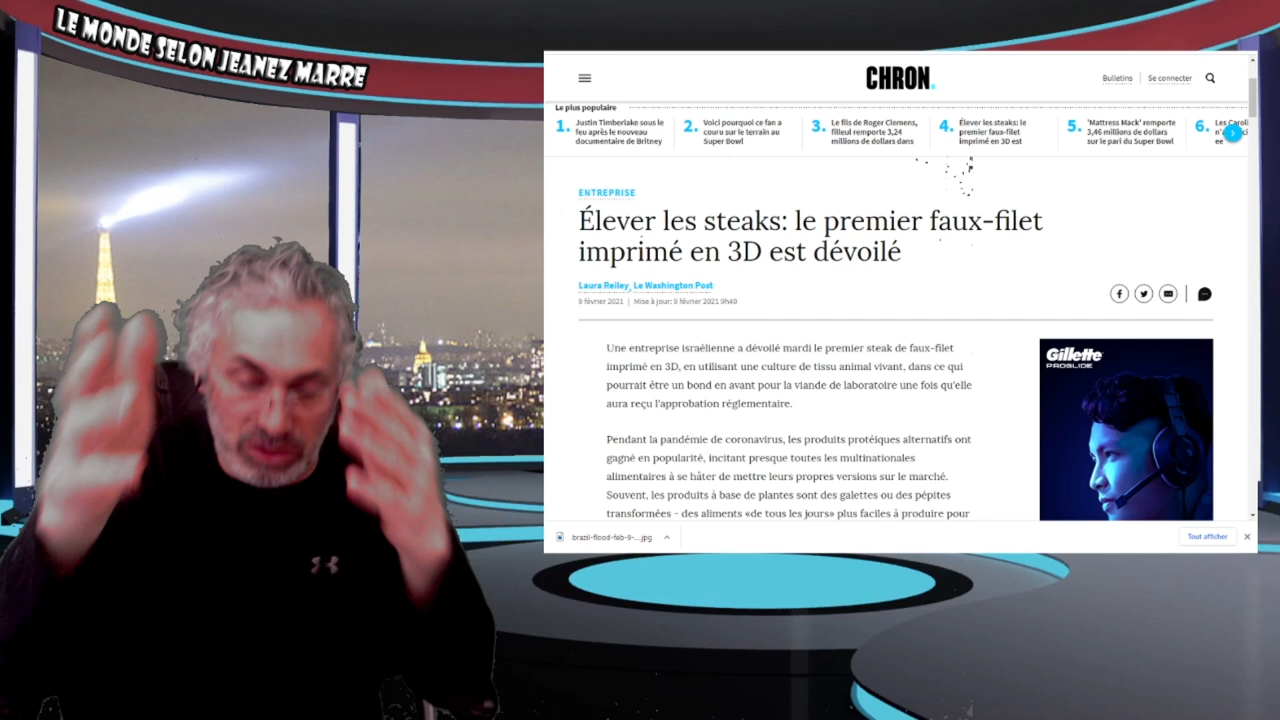 LE MONDE SELON JEANEZ MARRE
CHRON.
Bulletins
Se connecter
Le plus populaire
1. Justin Timberlake sous le
feu après le nouveau
documentaire de Britney
2. Voici pourquoi ce fan a
couru sur le terrain au
Super Bowl
3. Le fils de Roger Clemens,
filleul remporte 3,24
millions de dollars dans
4. Élever les steaks: le
premier faux-filet
imprimé en 3D est
5. 'Mattress Mack' remporte
3,46 millions de dollars
sur le pari du Super Bowl
6. Les
ENTREPRISE
Élever les steaks: le premier faux-filet
imprimé en 3D est dévoilé
Laura Reiley, Le Washington Post
9 février 2021 | Mise à jour: 9 février 2021 9h40
Une entreprise israélienne a dévoilé mardi le premier steak de faux-filet
imprimé en 3D, en utilisant une culture de tissu animal vivant, dans ce qui
pourrait être un bond en avant pour la viande de laboratoire une fois qu'elle
aura reçu l'approbation réglementaire.
Pendant la pandémie de coronavirus, les produits protéiques alternatifs ont
gagné en popularité, incitant presque toutes les multinationales
alimentaires à se hâter de mettre leurs propres versions sur le marché.
Souvent, les produits à base de plantes sont des galettes ou des pépites
transformées - des aliments «de tous les jours» plus faciles à produire pour
Gillette
PROGLIDE
brazil-flood-feb-9-...jpg
Tout afficher